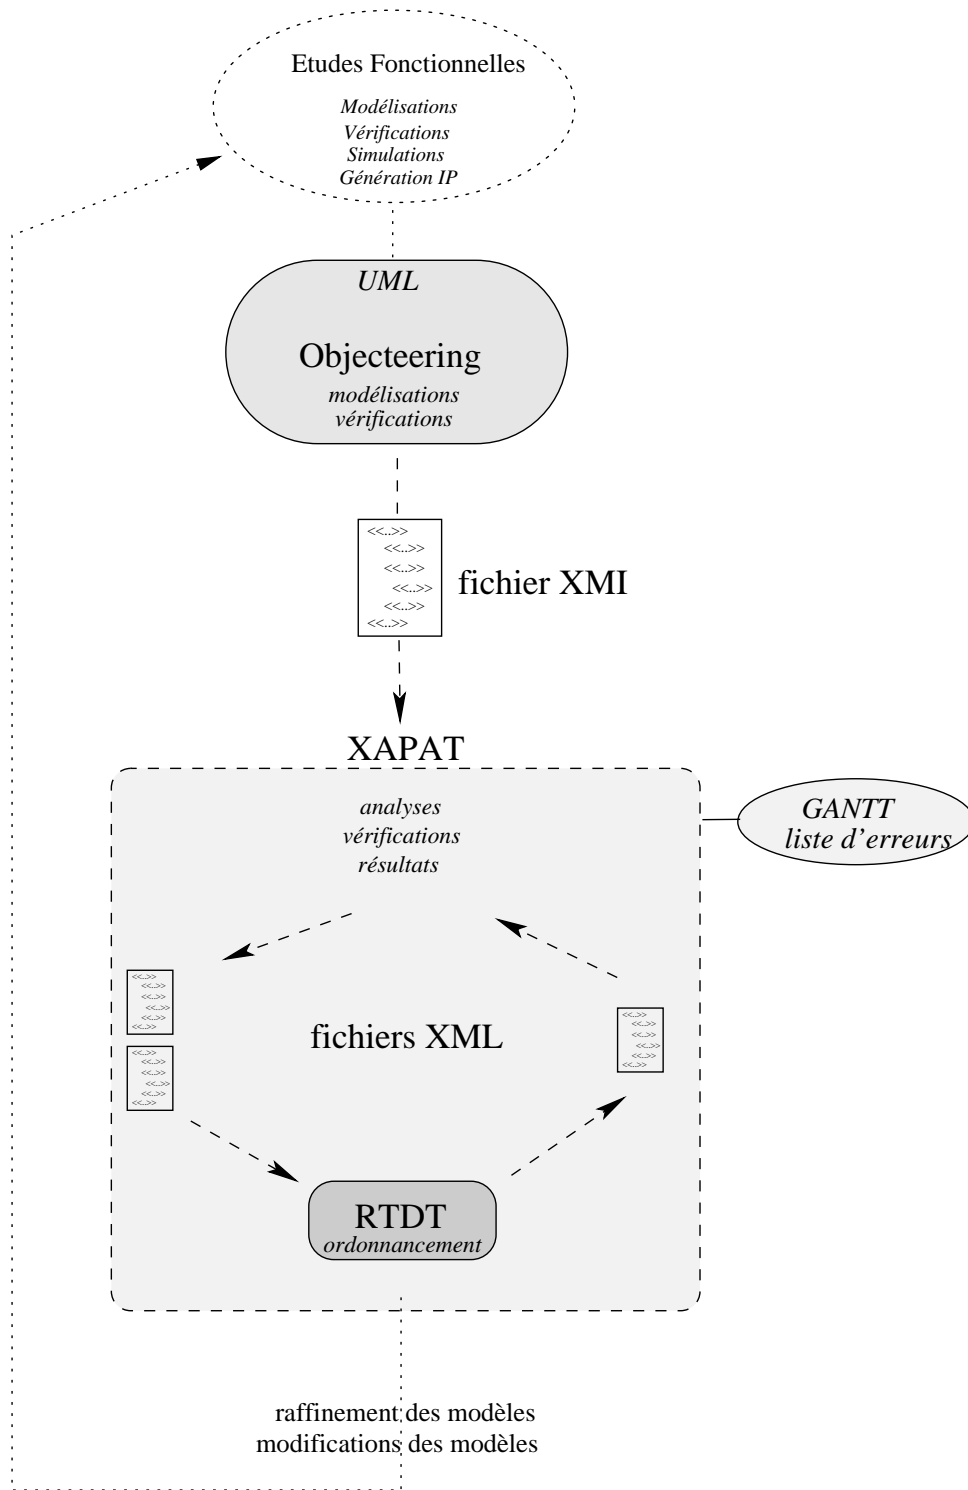 Etudes Fonctionnelles
Modélisations
Vérifications
Simulations
Génération IP
UML
Objecteering
modélisations
vérifications
<<..>>
<<..>>
<<..>>
<<..>>
<<..>>
<<..>>
fichier XMI
XAPAT
analyses
vérifications
résultats
GANTT
liste d'erreurs
<<..>>
<<..>>
<<..>>
<<..>>
<<..>>
<<..>>
<<..>>
<<..>>
<<..>>
<<..>>
<<..>>
<<..>>
fichiers XML
<<..>>
<<..>>
<<..>>
<<..>>
<<..>>
<<..>>
RTDT
ordonnancement
raffinement des modèles
modifications des modèles